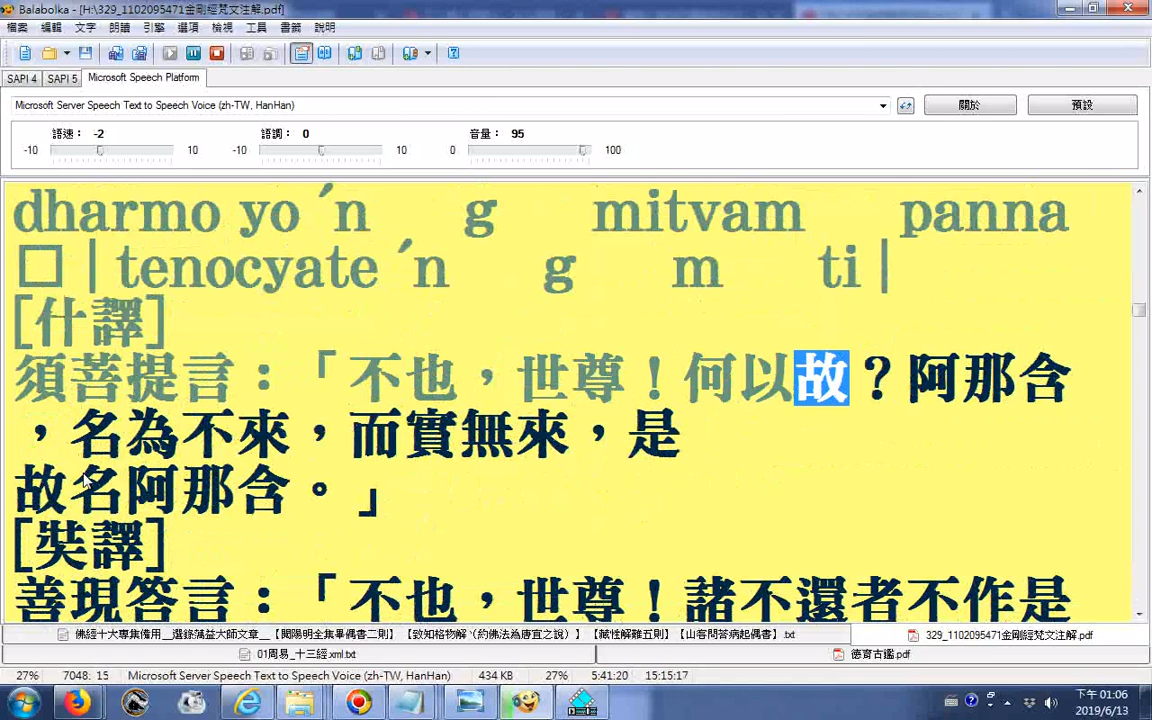 Balabolka - [H:\329_1102095471金剛經梵文注解.pdf]
檔案 編輯 文字 朗讀 引擎 選項 檢視 工具 書籤 說明
SAPI 4 SAPI 5 Microsoft Speech Platform
Microsoft Server Speech Text to Speech Voice (zh-TW, HanHan) 關於 預設
語速： -2 語調： 0 音量： 95
-10 10 -10 10 0 100
dharmo yo ´n g mitvam panna
□ | tenocyate ´n g m ti |
[什譯]
須菩提言：「不也，世尊！何以故？阿那含
，名為不來，而實無來，是
故名阿那含。」
[奘譯]
善現答言：「不也，世尊！諸不還者不作是
佛經十大專集備用__選錄蕅益大師文章__【閱陽明全集畢偶書二則】 【致知格物解（約佛法為唐宜之說）】 【藏性解難五則】 【山客問答病起偶書】.txt 329_1102095471金剛經梵文注解.pdf
01周易_十三經.xml.txt 德育古鑑.pdf
27% 7048: 15 Microsoft Server Speech Text to Speech Voice (zh-TW, HanHan) 434 KB 27% 5:41:20 15:15:17
下午 01:06
2019/6/13